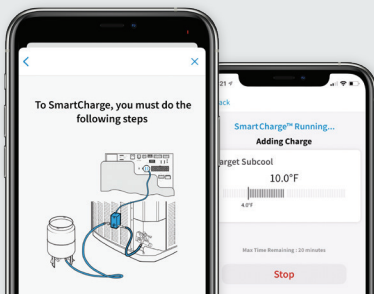 To SmartCharge, you must do the
following steps
21
ack
SmartCharge™ Running...
Adding Charge
arget Subcool
10.0°F
4.0°F
Max Time Remaining : 20 minutes
Stop